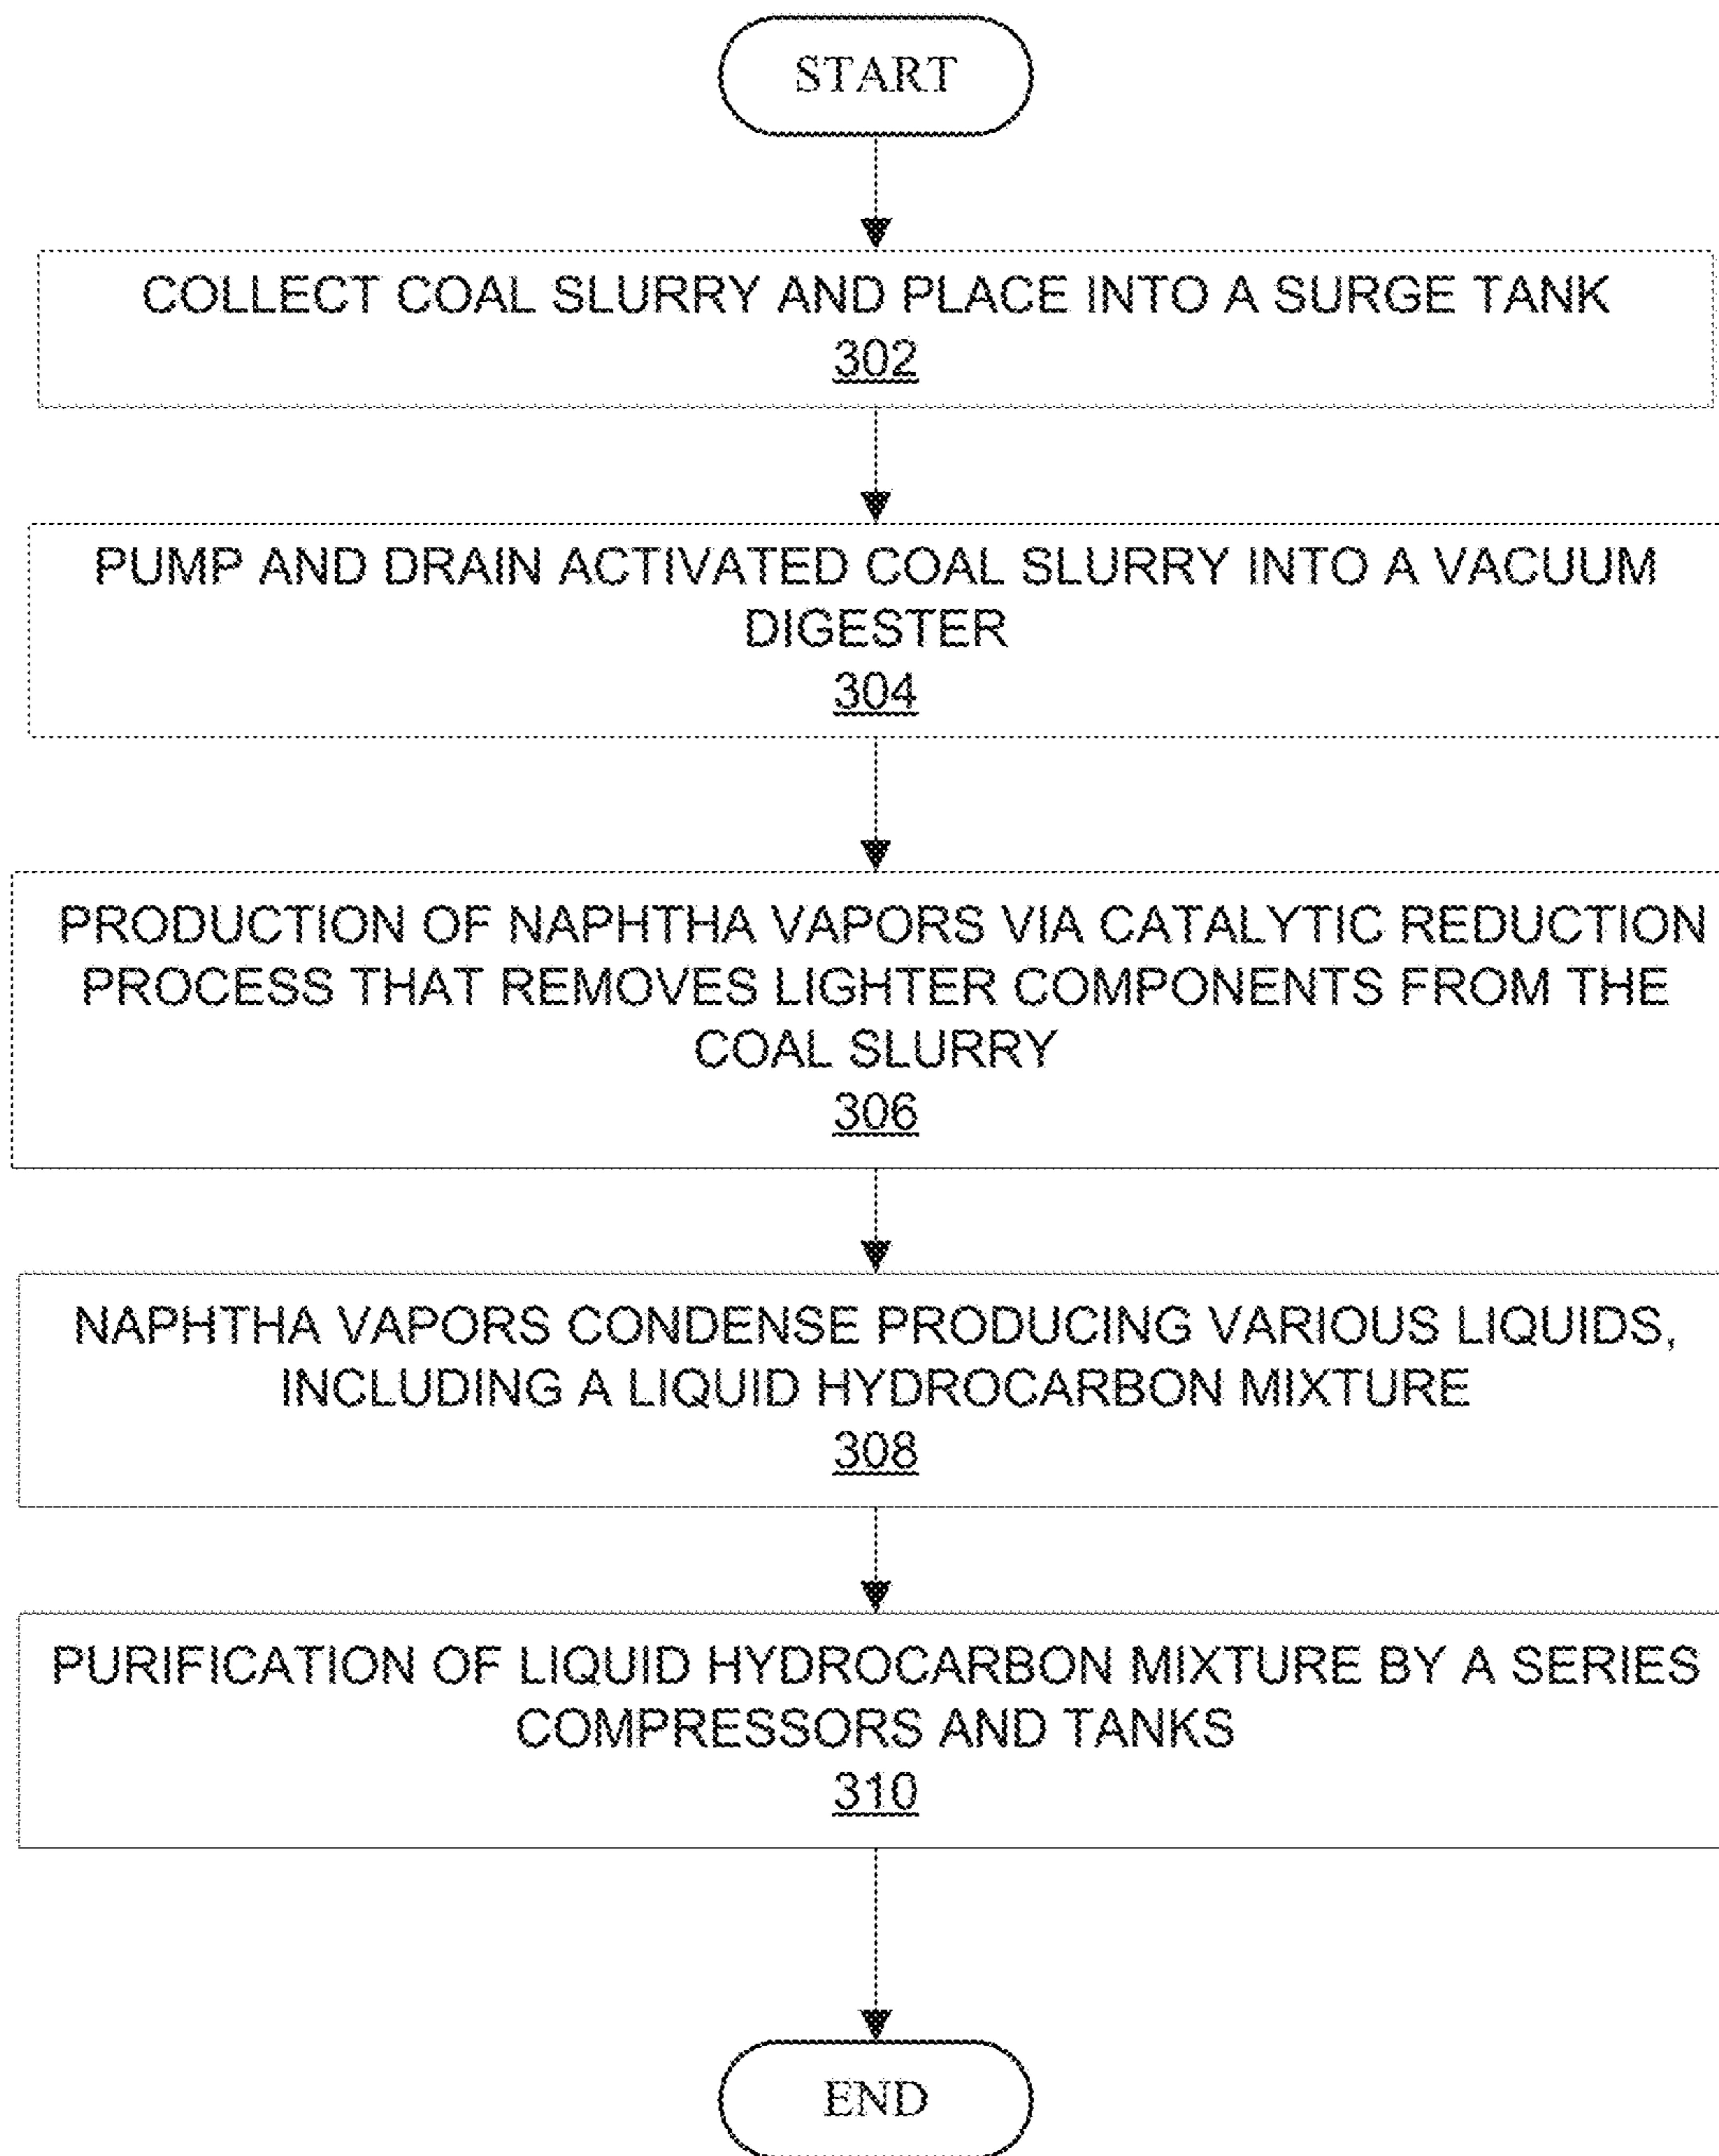 START
COLLECT COAL SLURRY AND PLACE INTO A SURGE TANK
302
PUMP AND DRAIN ACTIVATED COAL SLURRY INTO A VACUUM
DIGESTER
304
PRODUCTION OF NAPHTHA VAPORS VIA CATALYTIC REDUCTION
PROCESS THAT REMOVES LIGHTER COMPONENTS FROM THE
COAL SLURRY
306
NAPHTHA VAPORS CONDENSE PRODUCING VARIOUS LIQUIDS,
INCLUDING A LIQUID HYDROCARBON MIXTURE
308
PURIFICATION OF LIQUID HYDROCARBON MIXTURE BY A SERIES
COMPRESSORS AND TANKS
310
END